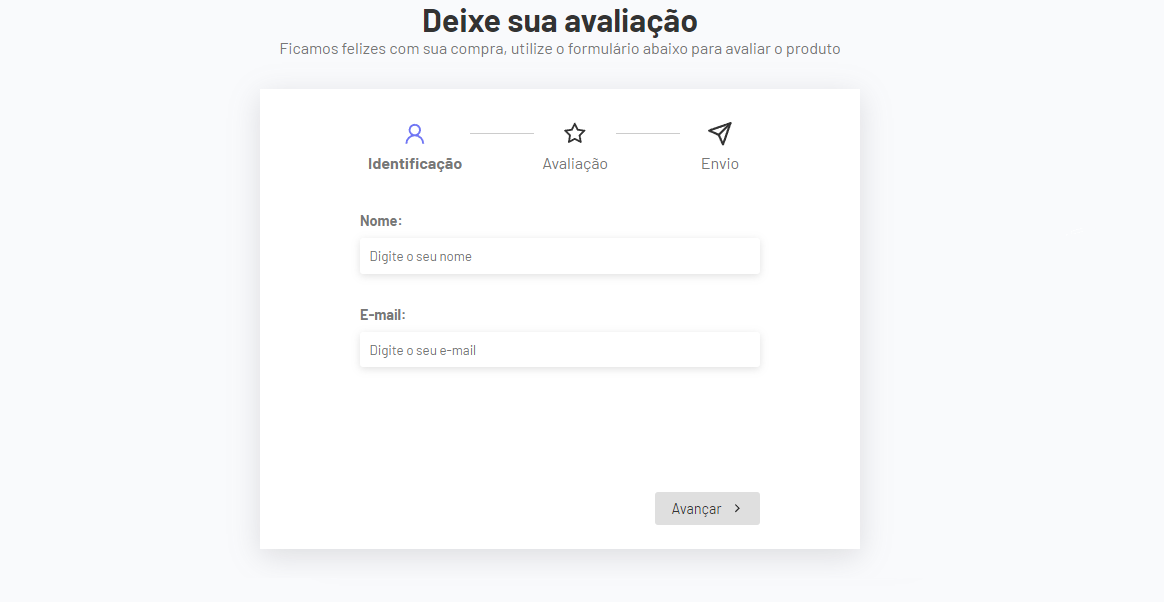 Deixe sua avaliação
Ficamos felizes com sua compra, utilize o formulário abaixo para avaliar o produto
Identificação
Avaliação
Envio
Nome:
Digite o seu nome
E-mail:
Digite o seu e-mail
Avançar